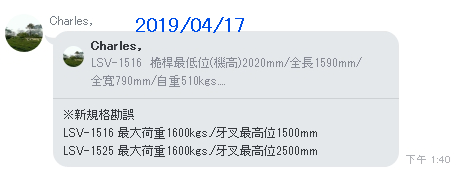 Charles,
2019/04/17
Charles,
LSV-1516 桅桿最低位(機高)2020mm/全長1590mm/
全寬790mm/自重510kgs....
※新規格勘誤
LSV-1516 最大荷重1600kgs./牙叉最高位1500mm
LSV-1525 最大荷重1600kgs./牙叉最高位2500mm
下午 1:40